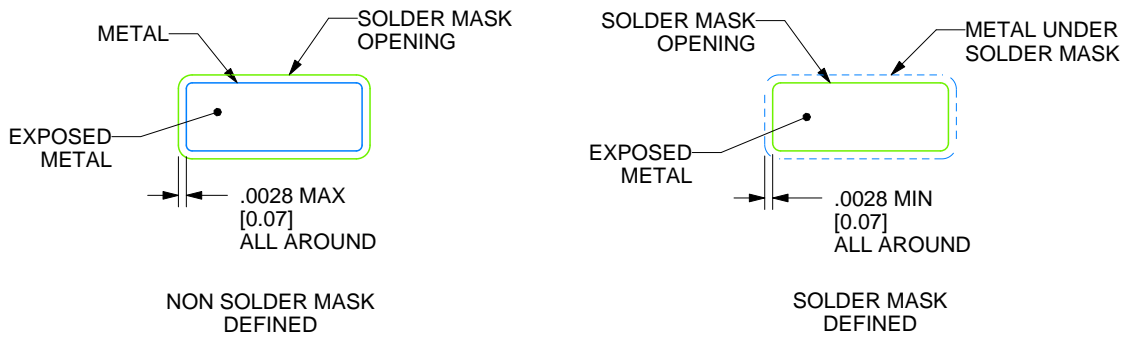 METAL
SOLDER MASK
OPENING
EXPOSED
METAL
.0028 MAX
[0.07]
ALL AROUND
NON SOLDER MASK
DEFINED
SOLDER MASK
OPENING
METAL UNDER
SOLDER MASK
EXPOSED
METAL
.0028 MIN
[0.07]
ALL AROUND
SOLDER MASK
DEFINED